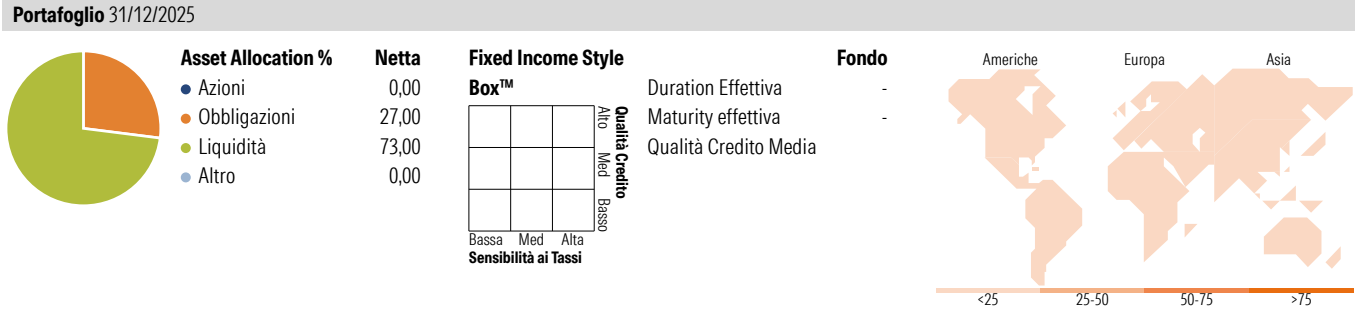 Portafoglio 31/12/2025
Asset Allocation % Netta
Azioni 0,00
Obbligazioni 27,00
Liquidità 73,00
Altro 0,00
Fixed Income Style
Box™
Alto
Med
Basso
Qualità Credito
Bassa Med Alta
Sensibilità ai Tassi
Fondo
Duration Effettiva -
Maturity effettiva -
Qualità Credito Media
Americhe Europa Asia
<25 25-50 50-75 >75